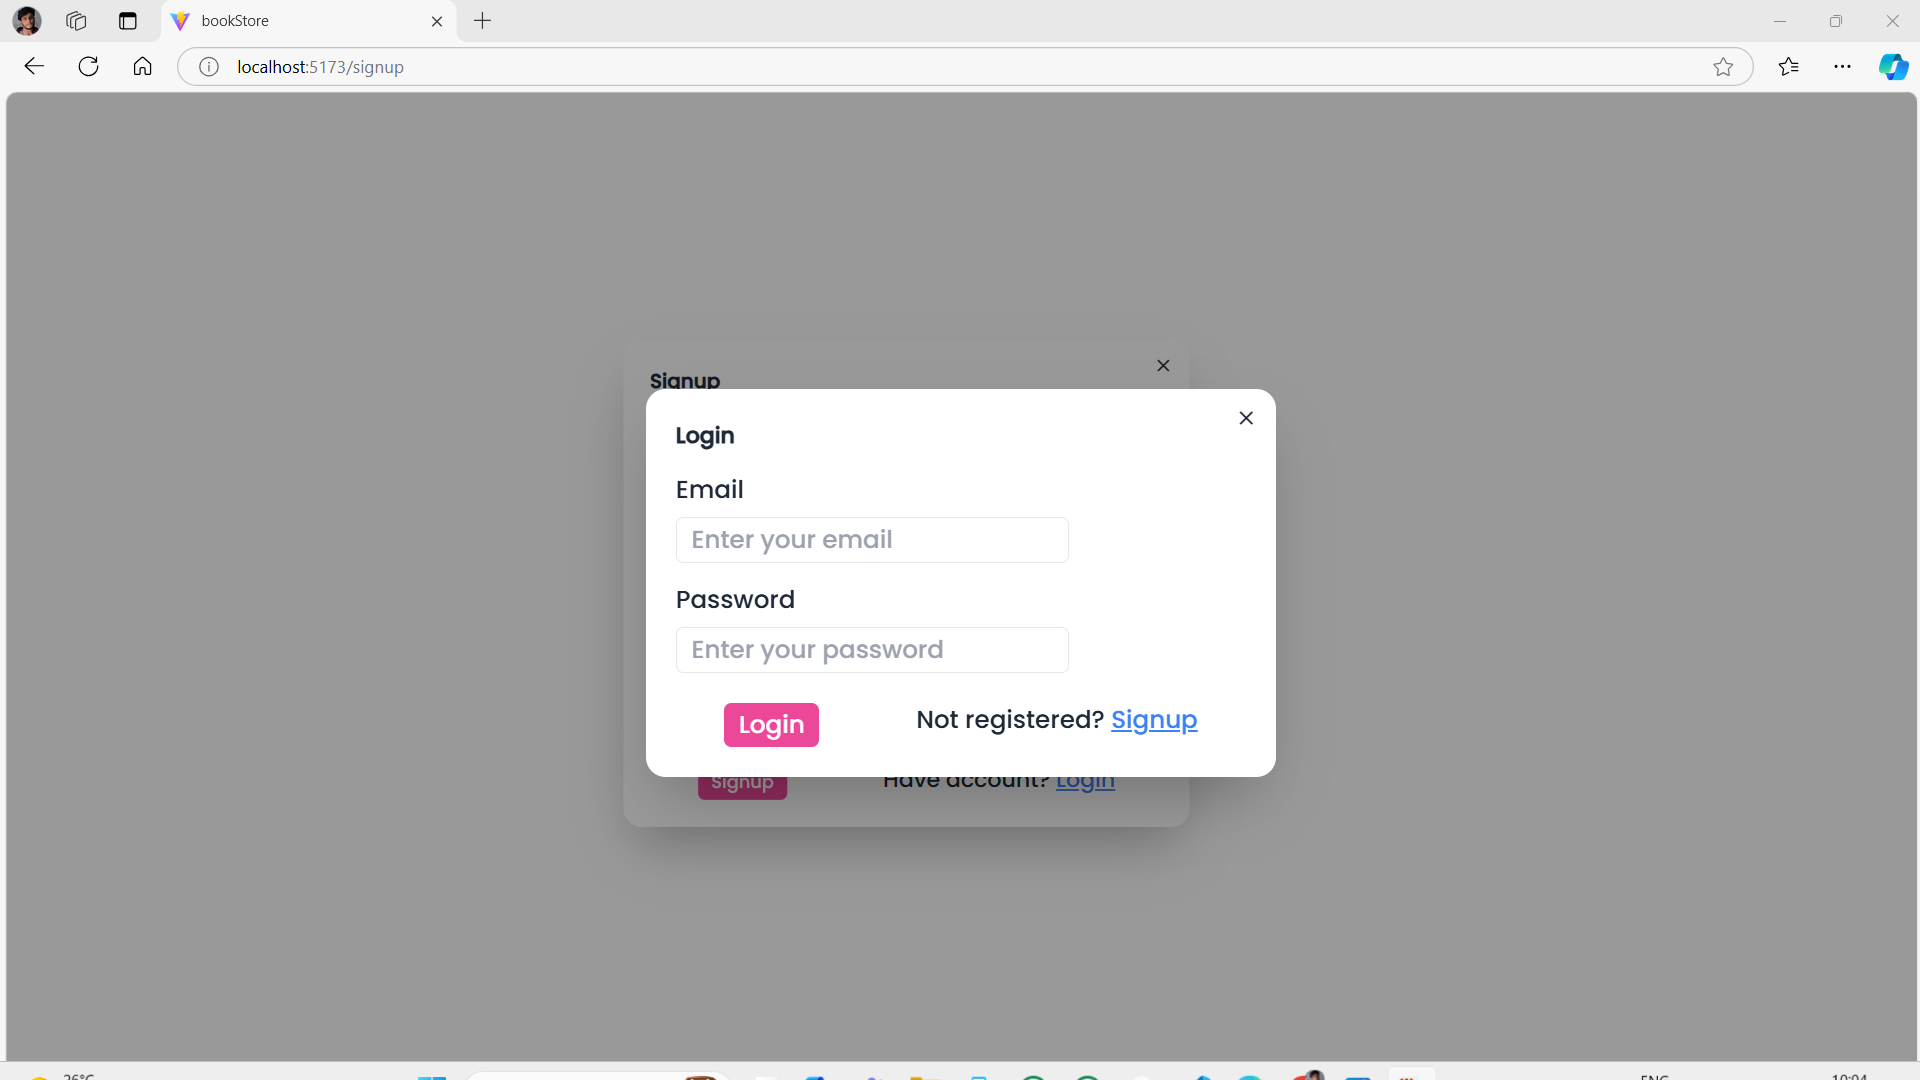 bookStore
localhost:5173/signup
Signup
Login
Email
Enter your email
Password
Enter your password
Login Not registered? Signup
Signup Have account? Login
26°C
ENG 10:04